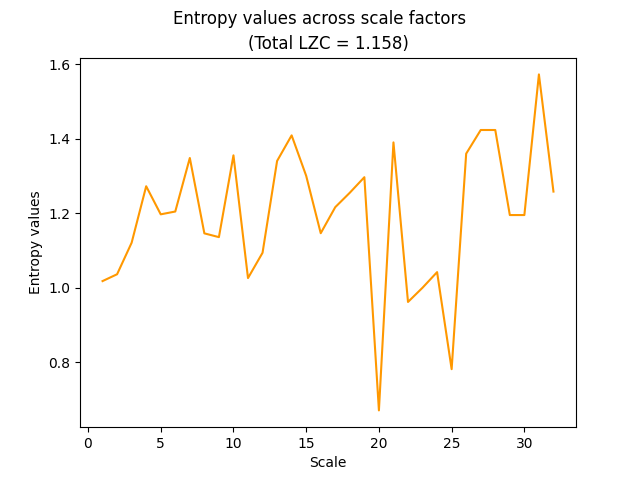 Entropy values across scale factors
(Total LZC = 1.158)
1.6
1.4
1.2
1.0
0.8
Entropy values
0 5 10 15 20 25 30
Scale